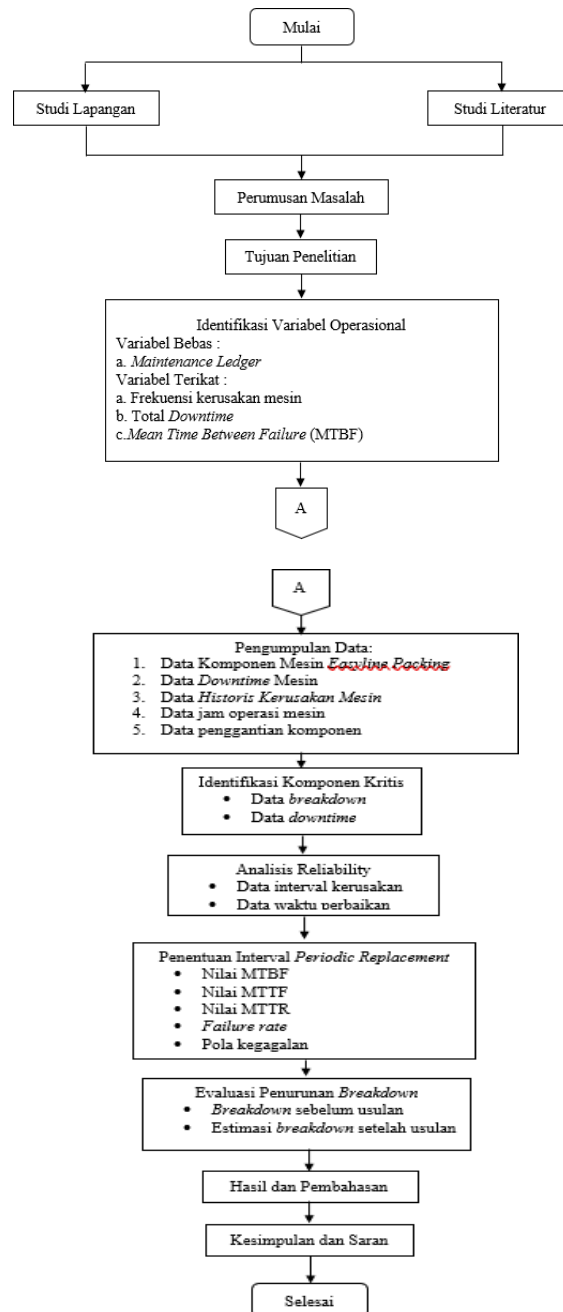 Mulai
Studi Lapangan
Studi Literatur
Perumusan Masalah
Tujuan Penelitian
Identifikasi Variabel Operasional
Variabel Bebas :
a. Maintenance Ledger
Variabel Terikat :
a. Frekuensi kerusakan mesin
b. Total Downtime
c.Mean Time Between Failure (MTBF)
A
A
Pengumpulan Data:
1. Data Komponen Mesin Easyline Packing
2. Data Downtime Mesin
3. Data Historis Kerusakan Mesin
4. Data jam operasi mesin
5. Data penggantian komponen
Identifikasi Komponen Kritis
• Data breakdown
• Data downtime
Analisis Reliability
• Data interval kerusakan
• Data waktu perbaikan
Penentuan Interval Periodic Replacement
• Nilai MTBF
• Nilai MTTF
• Nilai MTTR
• Failure rate
• Pola kegagalan
Evaluasi Penurunan Breakdown
• Breakdown sebelum usulan
• Estimasi breakdown setelah usulan
Hasil dan Pembahasan
Kesimpulan dan Saran
Selesai